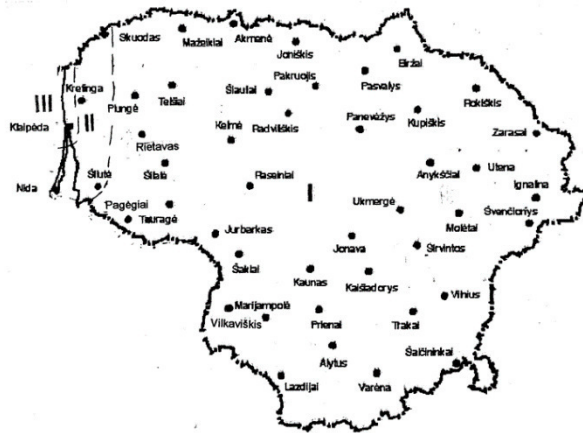 Skuodas
Mažeikiai
Akmenė
Joniškis
Biržai
Pakruojis
Pasvalys
Rokiškis
Kretinga
Plungė
Telšiai
Šiauliai
III
Klaipėda
II
Radviliškis
Panevėžys
Kupiškis
Zarasai
Rietavas
Kelmė
Šilutė
Šilalė
Raseiniai
I
Anykščiai
Utena
Ignalina
Nida
Pagėgiai
Tauragė
Ukmergė
Molėtai
Švenčionys
Jurbarkas
Jonava
Širvintos
Šakiai
Kaunas
Kaišiadorys
Vilnius
Marijampolė
Vilkaviškis
Prienai
Trakai
Alytus
Šalčininkai
Lazdijai
Varėna